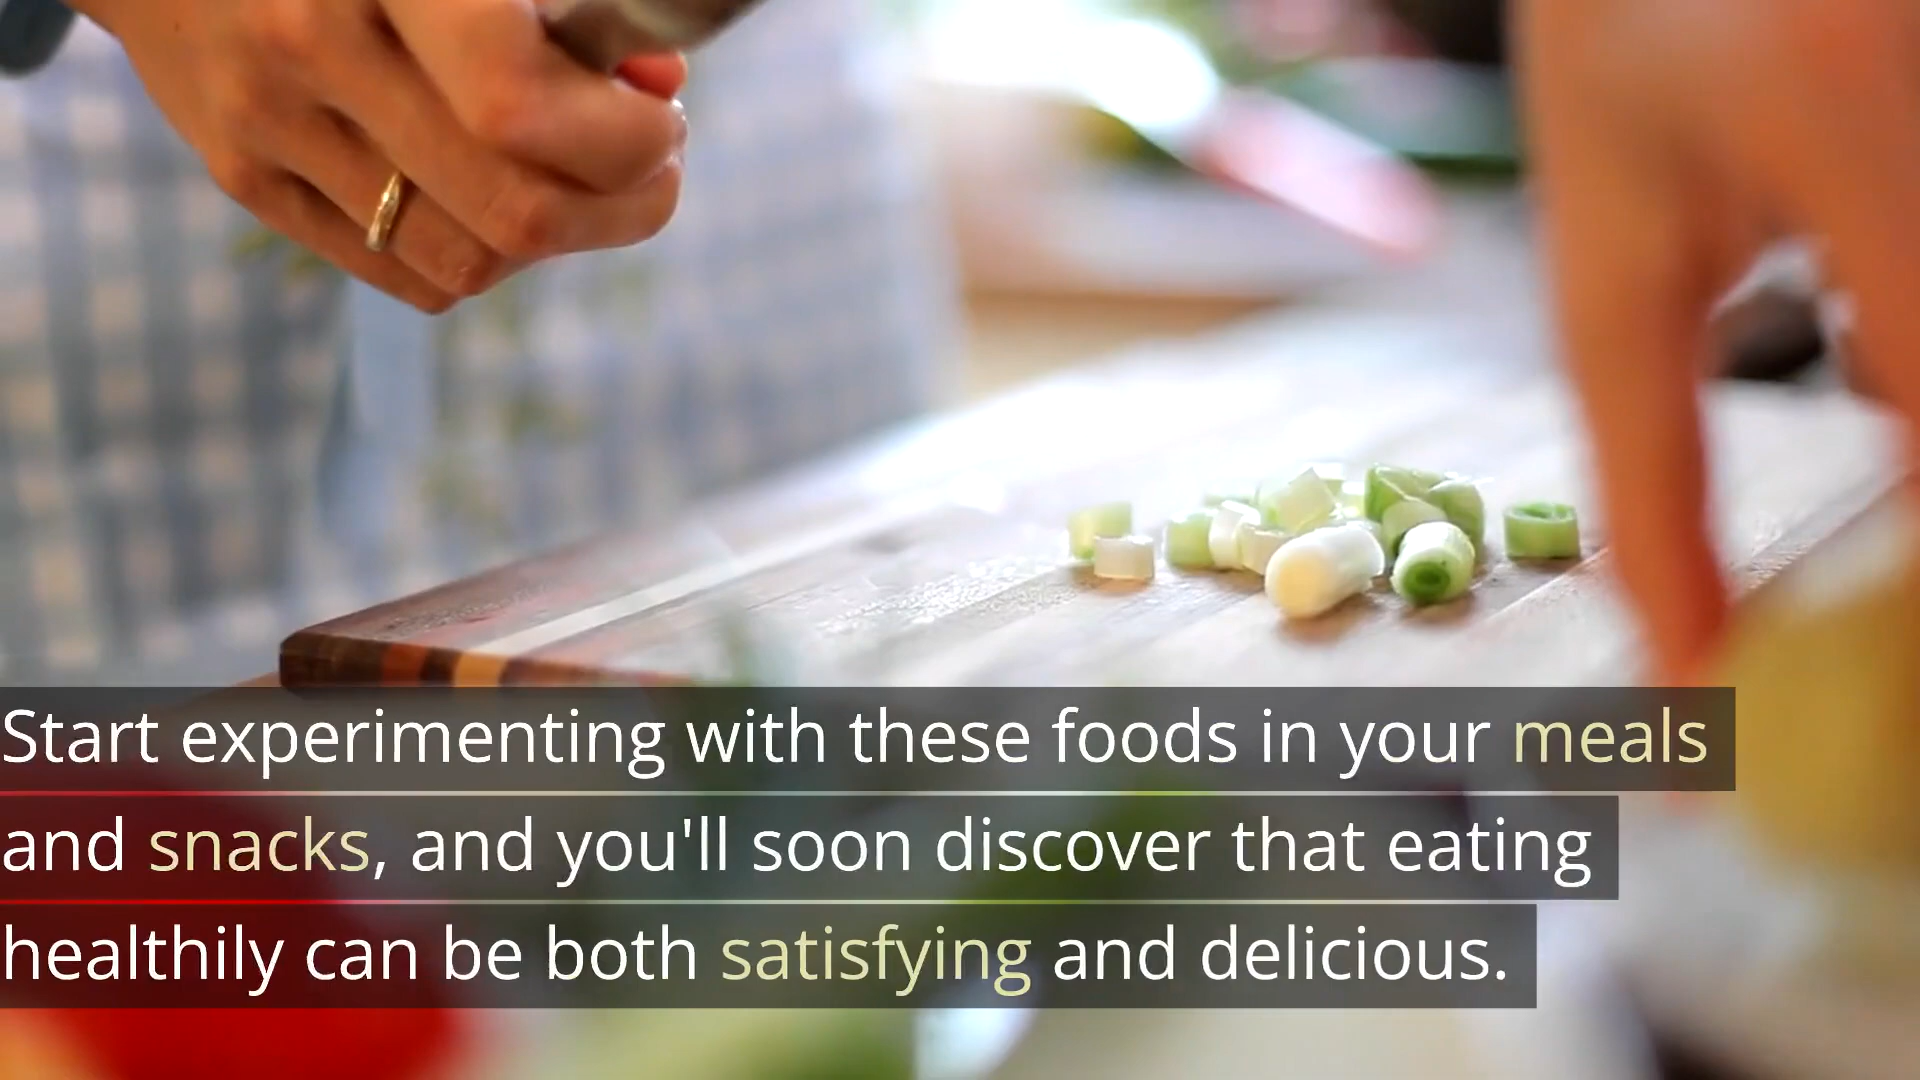 Start experimenting with these foods in your meals
and snacks, and you'll soon discover that eating
healthily can be both satisfying and delicious.